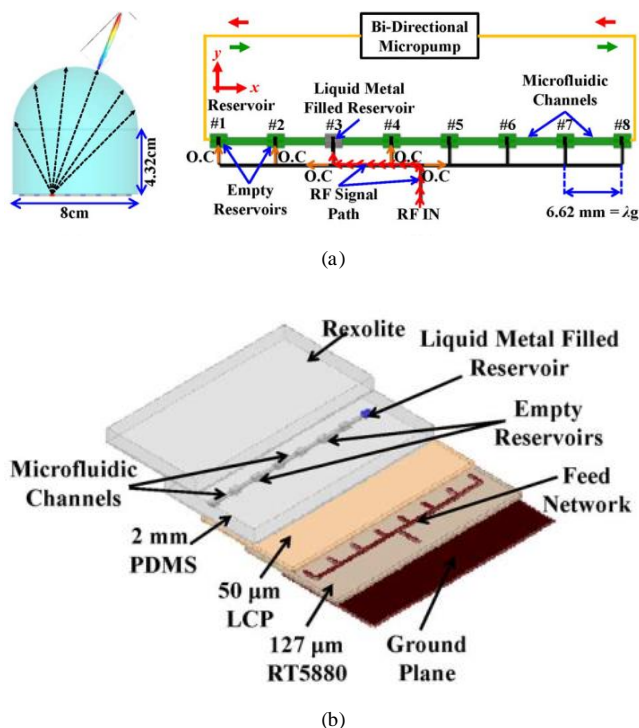 Bi-Directional
Micropump
y
x
Reservoir
Liquid Metal
Filled Reservoir
Microfluidic
Channels
#1 #2 #3 #4 #5 #6 #7 #8
O.C O.C O.C O.C
Empty
Reservoirs
RF Signal
Path
RF IN
6.62 mm = λg
4.32cm
8cm
(a)
Rexolite
Liquid Metal Filled
Reservoir
Empty
Reservoirs
Microfluidic
Channels
Feed
Network
2 mm
PDMS
50 µm
LCP
127 µm
RT5880
Ground
Plane
(b)